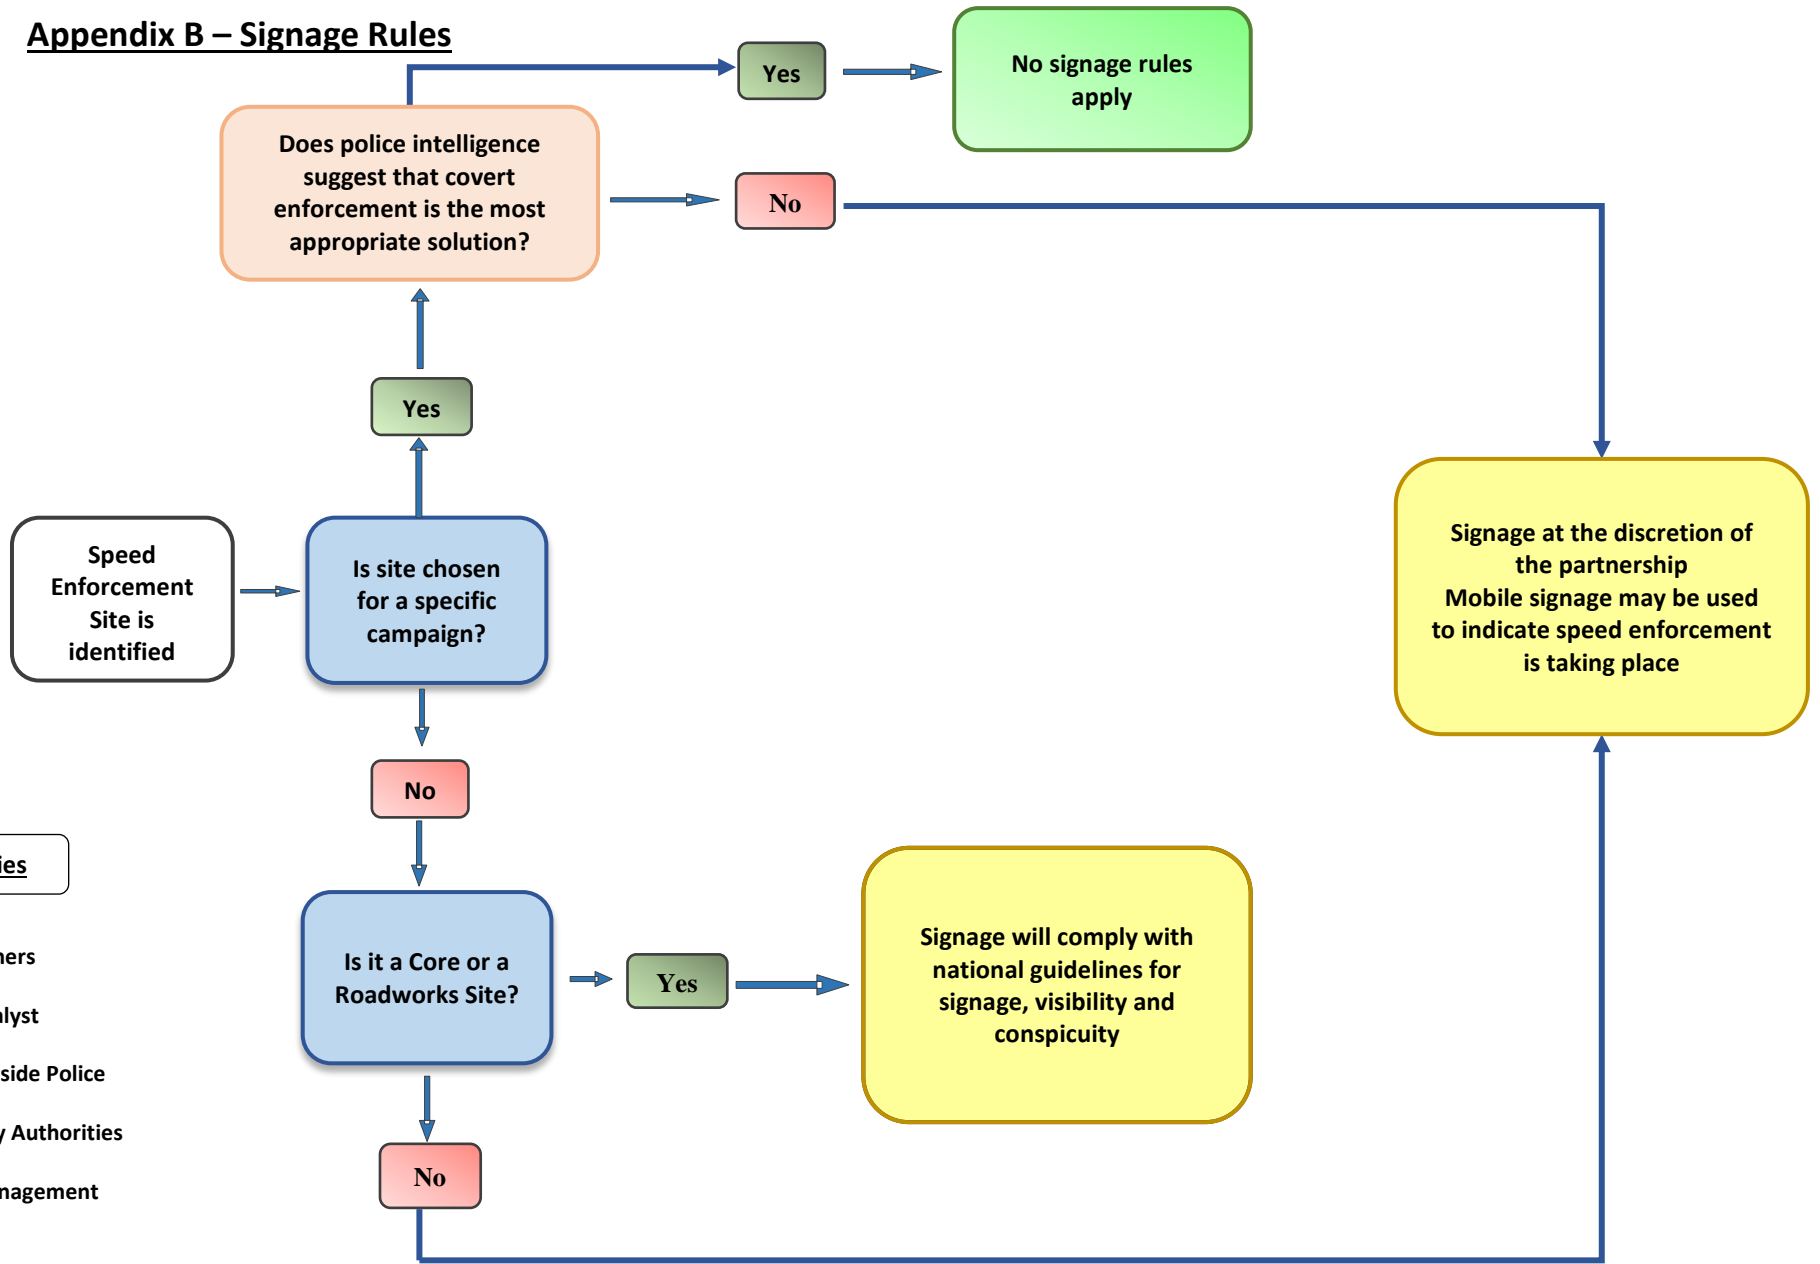 Appendix B – Signage Rules
Yes
No signage rules
apply
Does police intelligence
suggest that covert
enforcement is the most
appropriate solution?
No
Yes
Speed
Enforcement
Site is
identified
Is site chosen
for a specific
campaign?
Signage at the discretion of
the partnership
Mobile signage may be used
to indicate speed enforcement
is taking place
No
Is it a Core or a
Roadworks Site?
Yes
Signage will comply with
national guidelines for
signage, visibility and
conspicuity
No
Police
Authorities